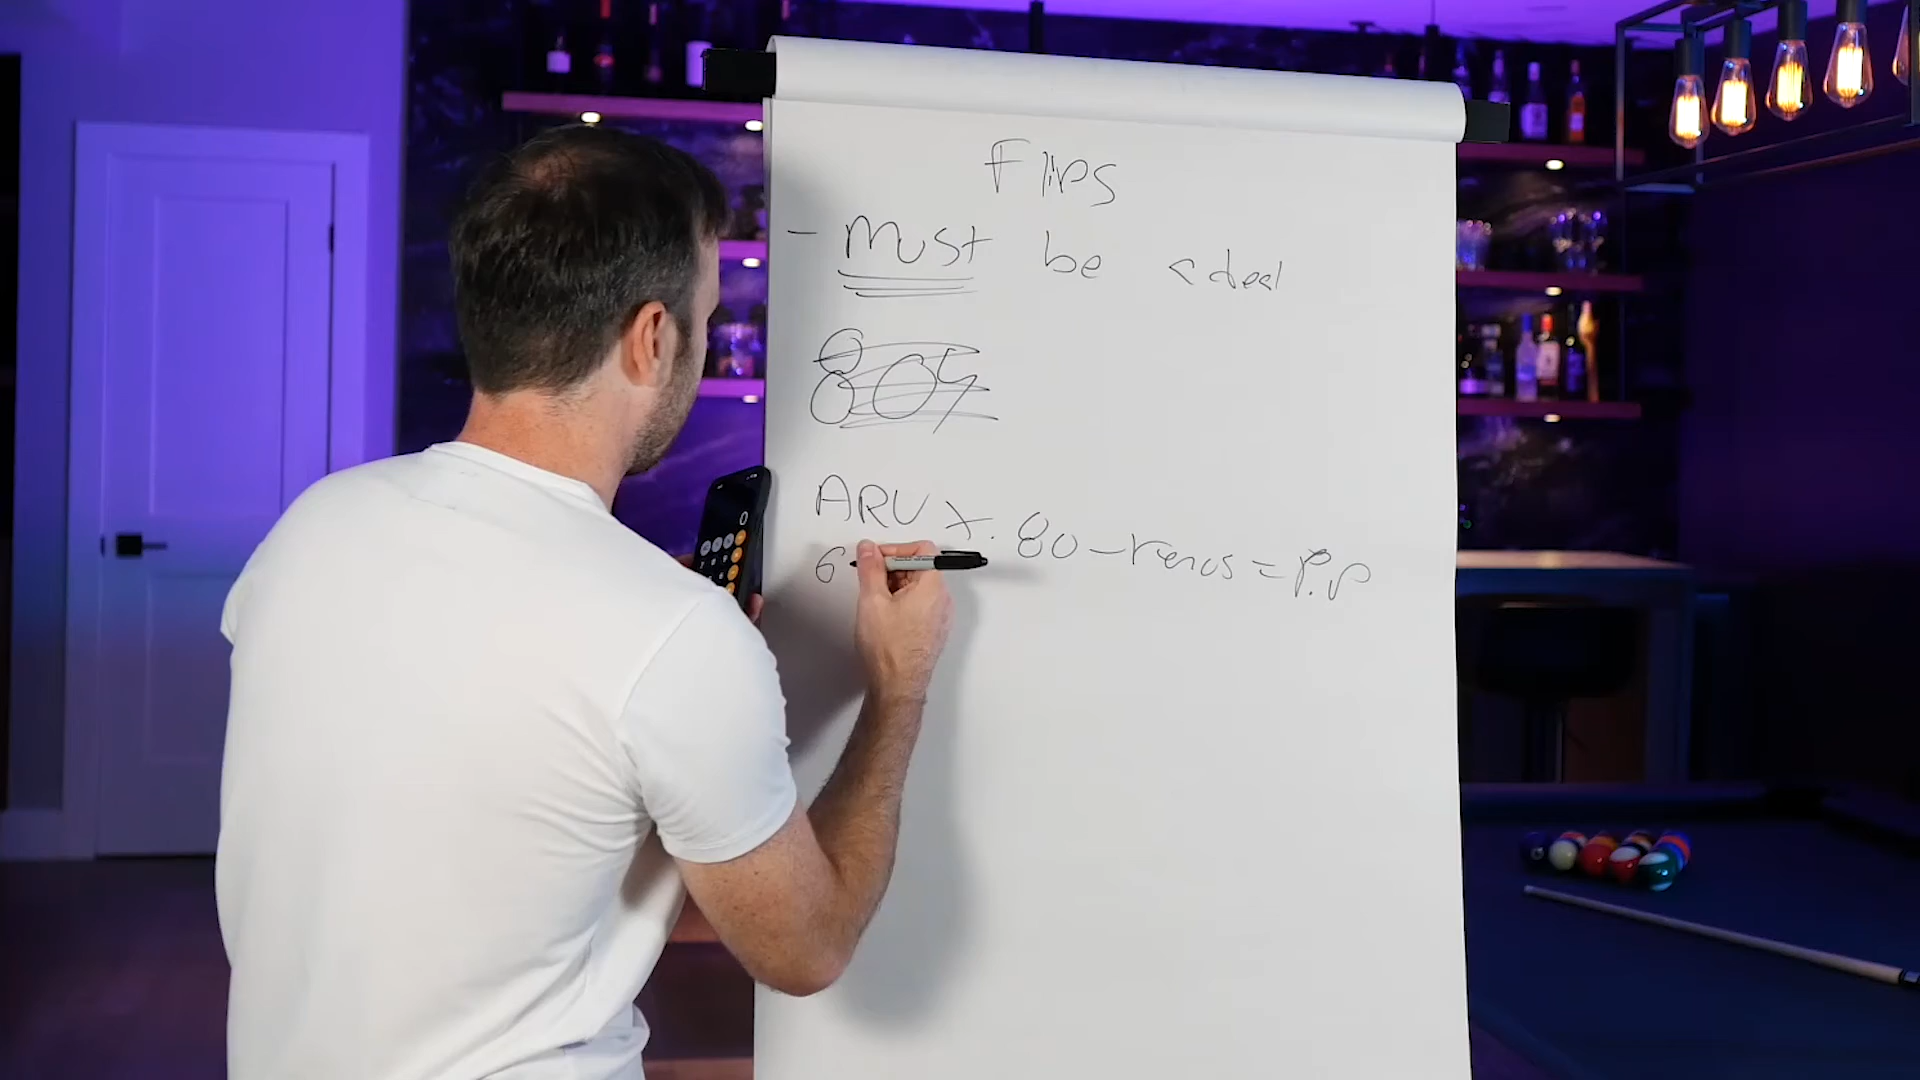 Flips
- Must be a deal
80%
ARV x .80 - renos = P.P
6